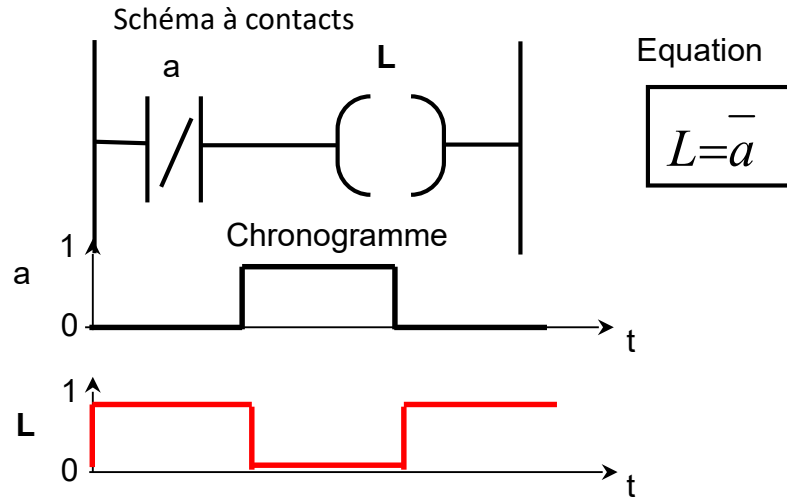 Schéma à contacts
a
L
Equation
L=a̅
Chronogramme
1
a
0
t
1
L
0
t